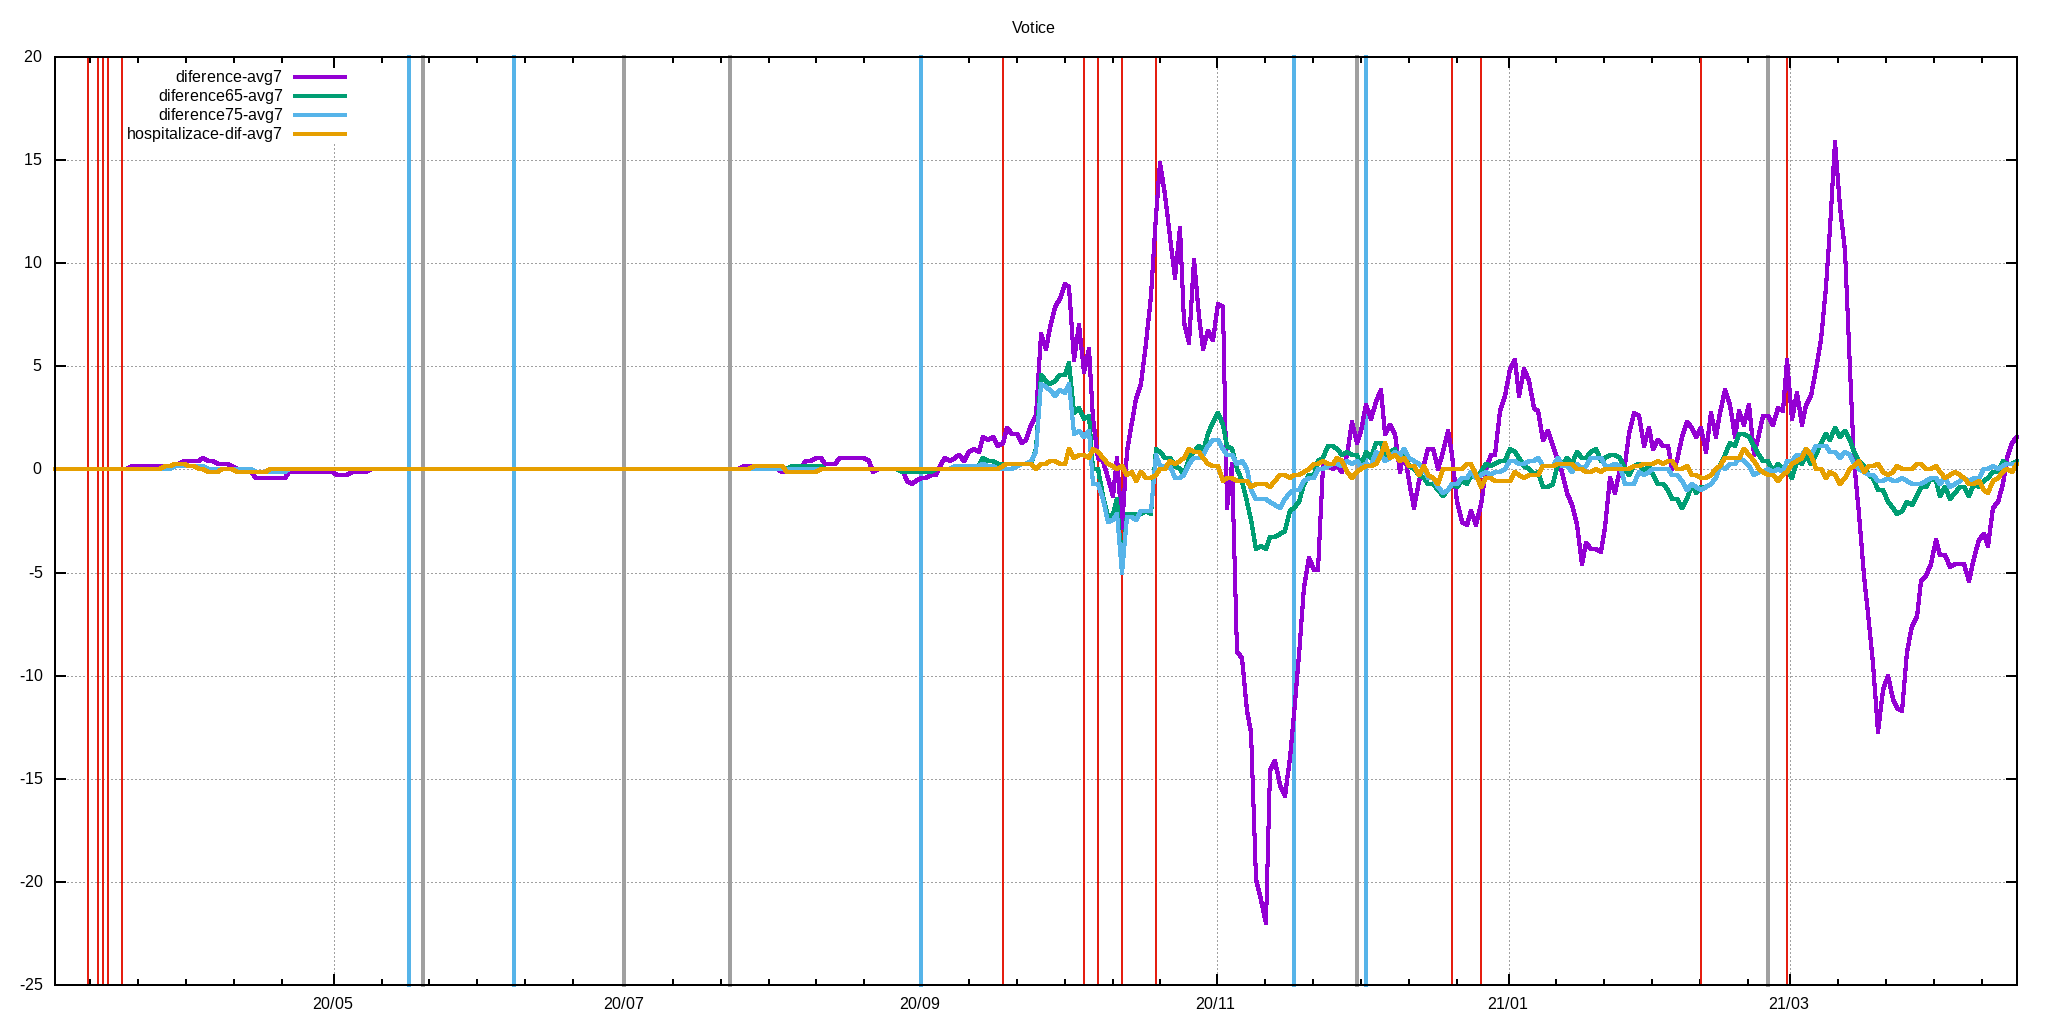 Votice
diference-avg7
diference65-avg7
diference75-avg7
hospitalizace-dif-avg7
20
15
10
5
0
-5
-10
-15
-20
-25
20/05 20/07 20/09 20/11 21/01 21/03